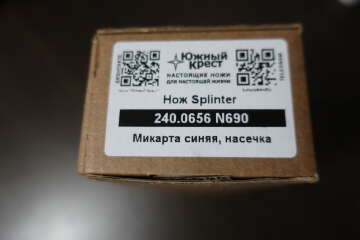 ЮЖНЫЙ
КРЕСТ
НАСТОЯЩИЕ НОЖИ
ДЛЯ НАСТОЯЩЕЙ ЖИЗНИ
Нож Splinter
240.0656 N690
Микарта синяя, насечка